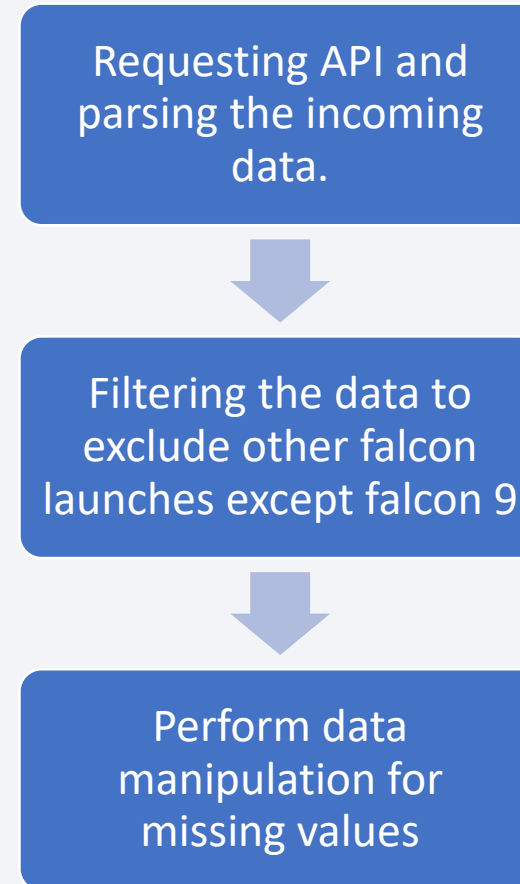 Requesting API and
parsing the incoming
data.
Filtering the data to
exclude other falcon
launches except falcon 9
Perform data
manipulation for
missing values